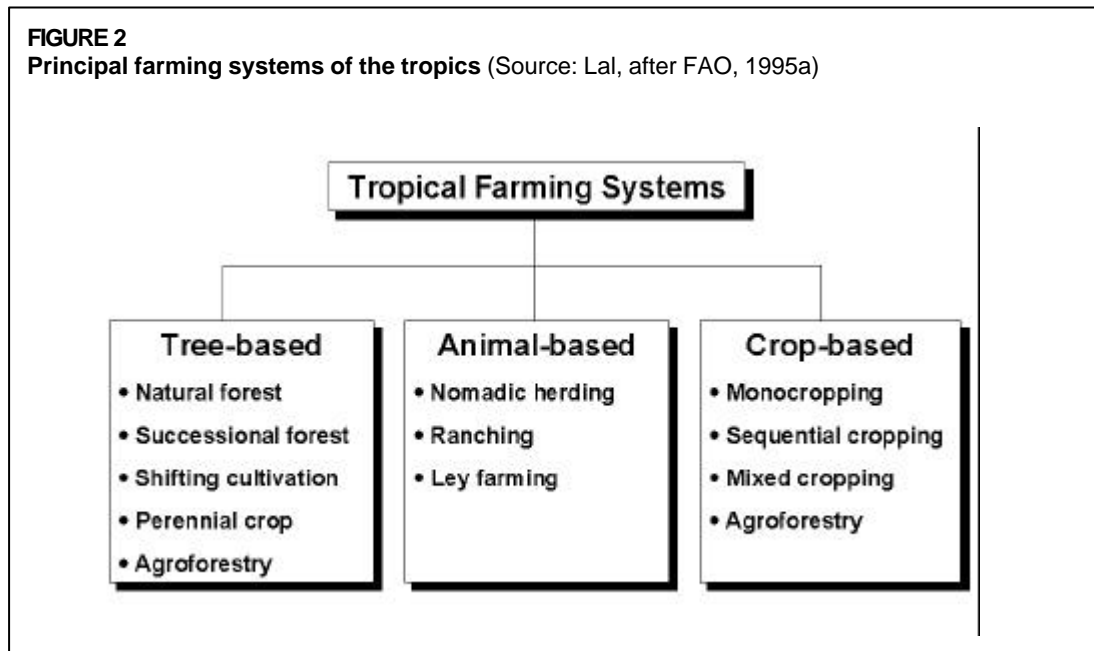 FIGURE 2
Principal farming systems of the tropics (Source: Lal, after FAO, 1995a)
Tropical Farming Systems
Tree-based
• Natural forest
• Successional forest
• Shifting cultivation
• Perennial crop
• Agroforestry
Animal-based
• Nomadic herding
• Ranching
• Ley farming
Crop-based
• Monocropping
• Sequential cropping
• Mixed cropping
• Agroforestry